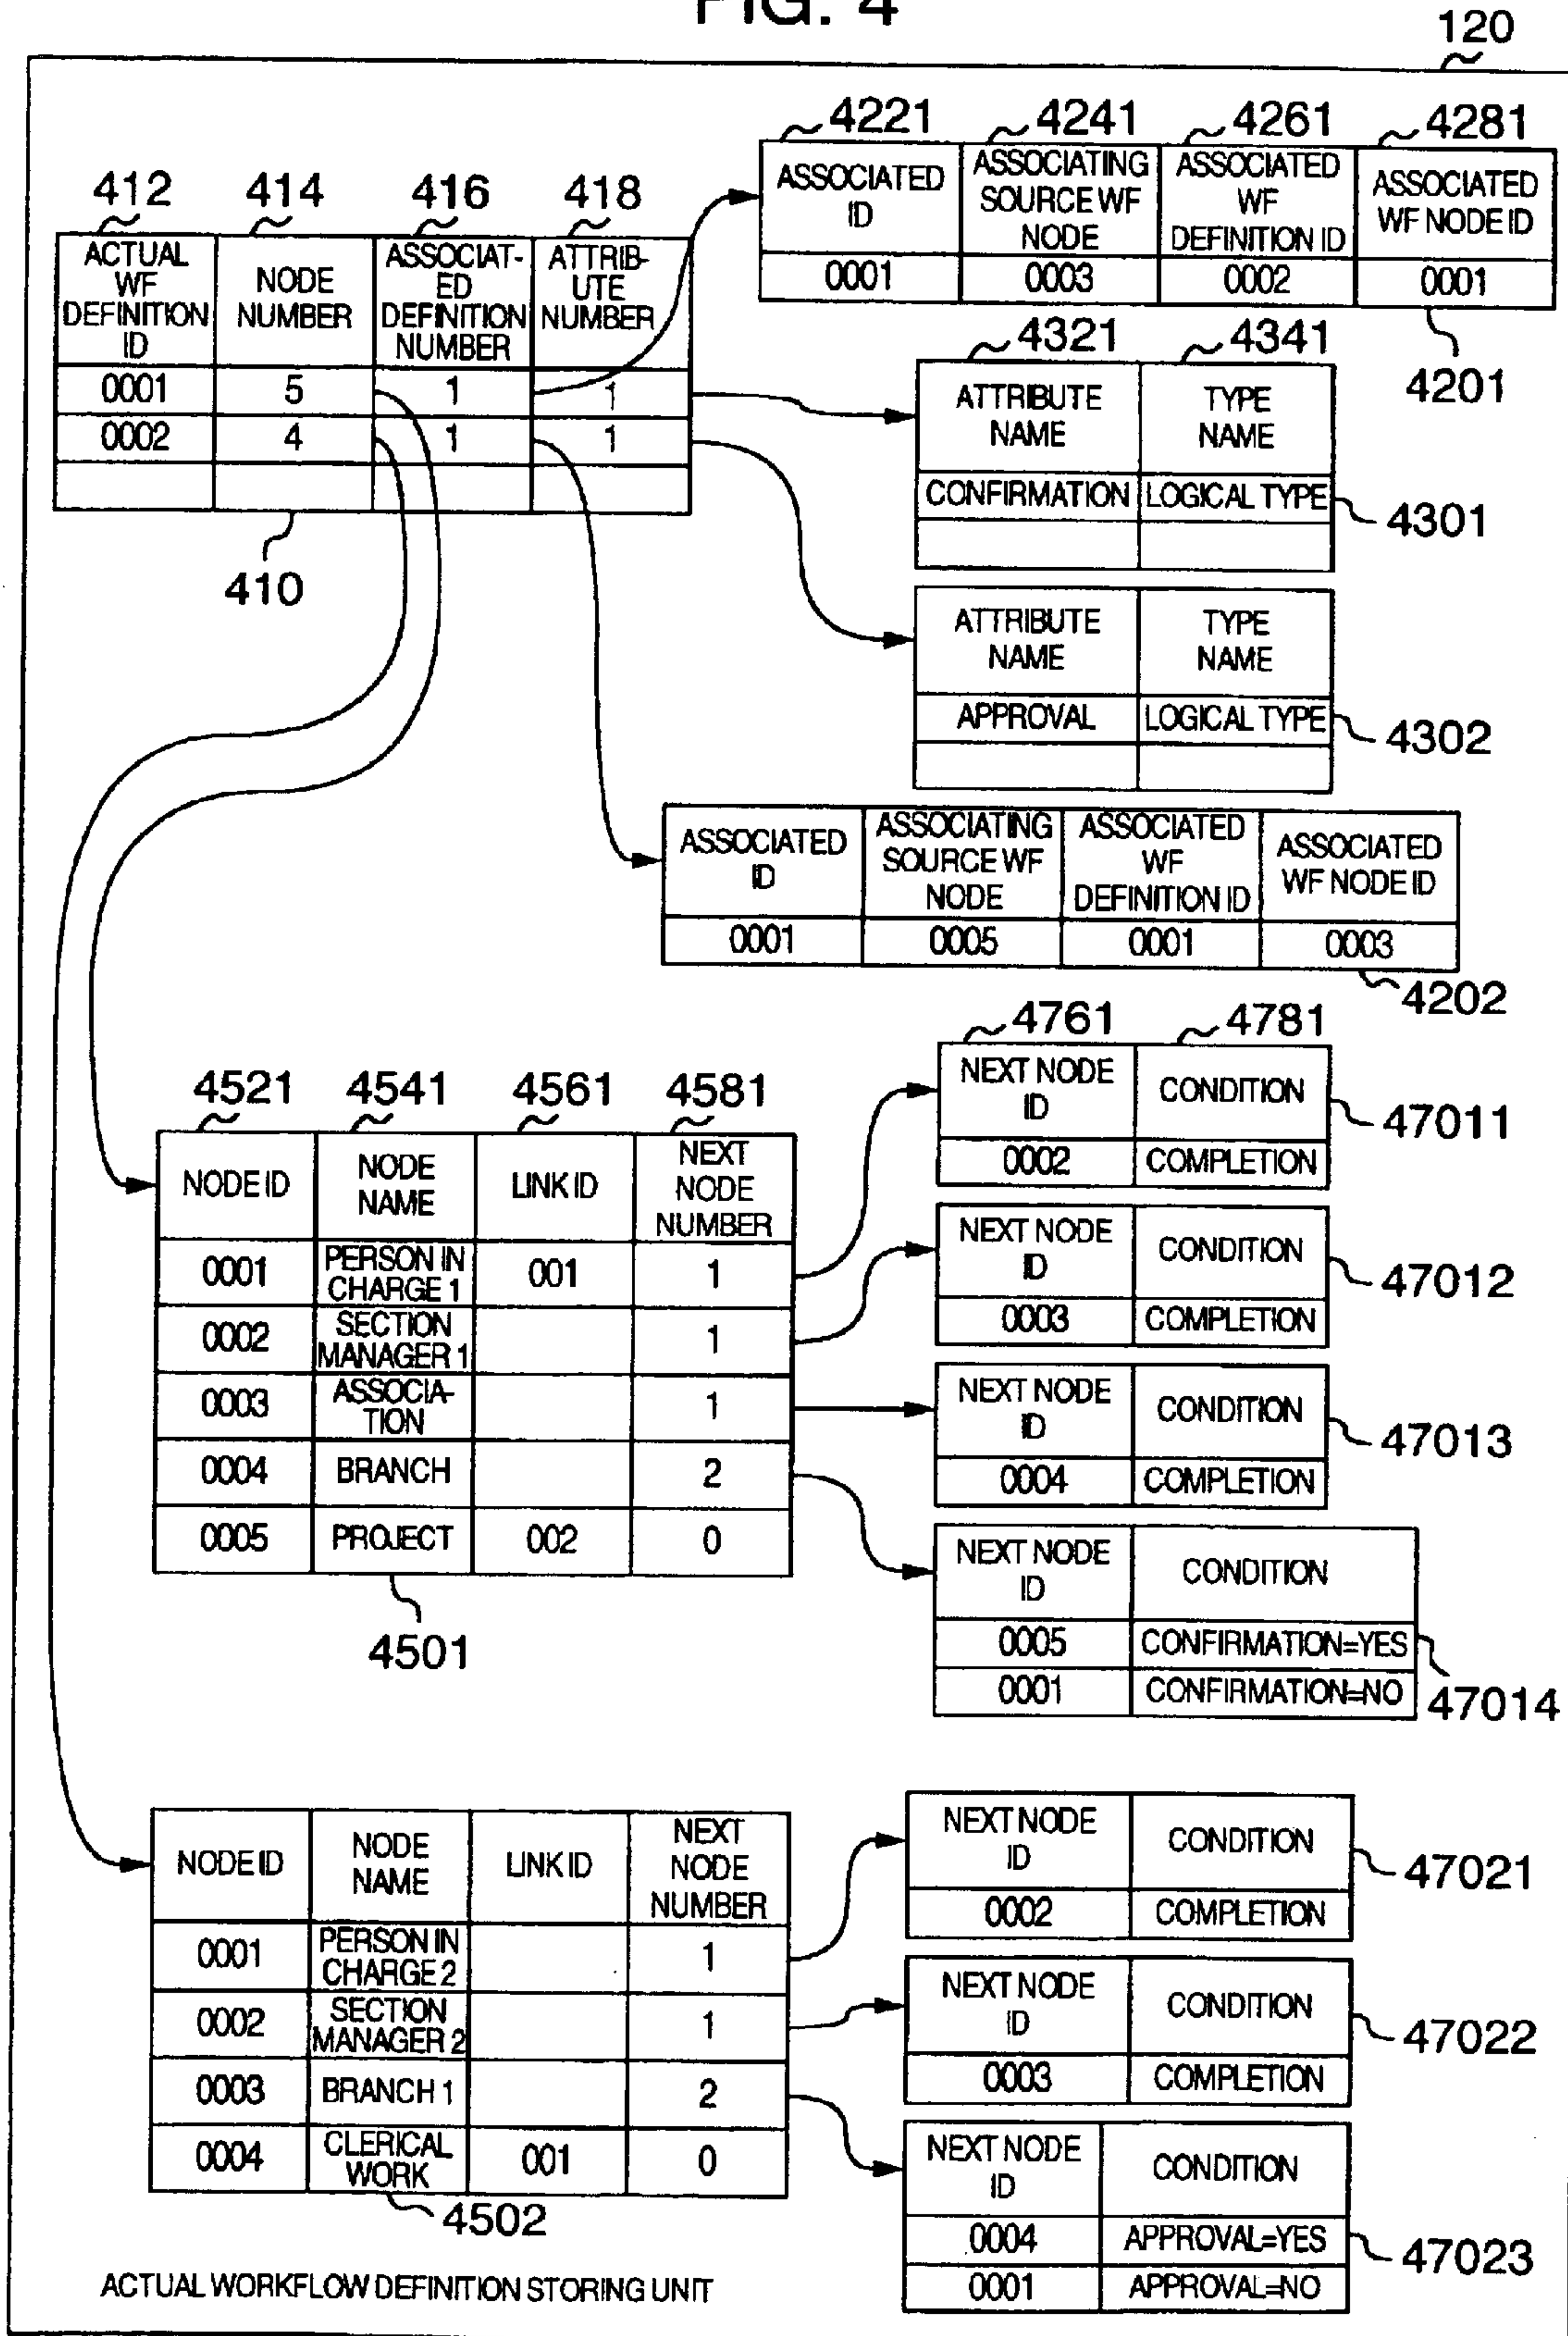 FIG. 4
120
4221 4241 4261 4281
ASSOCIATED ID
ASSOCIATING SOURCE WF NODE
ASSOCIATED WF DEFINITION ID
ASSOCIATED WF NODE ID
0001 0003 0002 0001
4201
412 414 416 418
ACTUAL WF DEFINITION ID
NODE NUMBER
ASSOCIAT-ED DEFINITION NUMBER
ATTRIB-UTE NUMBER
0001 5 1 1
0002 4 1 1
410
4321 4341
ATTRIBUTE NAME
TYPE NAME
CONFIRMATION LOGICAL TYPE
4301
ATTRIBUTE NAME
TYPE NAME
APPROVAL LOGICAL TYPE
4302
ASSOCIATED ID
ASSOCIATING SOURCE WF NODE
ASSOCIATED WF DEFINITION ID
ASSOCIATED WF NODE ID
0001 0005 0001 0003
4202
4521 4541 4561 4581
NODE ID
NODE NAME
LINK ID
NEXT NODE NUMBER
0001 PERSON IN CHARGE 1 001 1
0002 SECTION MANAGER 1 1
0003 ASSOCIA-TION 1
0004 BRANCH 2
0005 PROJECT 002 0
4501
4761 4781
NEXT NODE ID
CONDITION
47011
0002 COMPLETION
NEXT NODE ID
CONDITION
47012
0003 COMPLETION
NEXT NODE ID
CONDITION
47013
0004 COMPLETION
NEXT NODE ID
CONDITION
0005 CONFIRMATION=YES
0001 CONFIRMATION=NO
47014
NODE ID
NODE NAME
LINK ID
NEXT NODE NUMBER
0001 PERSON IN CHARGE 2 1
0002 SECTION MANAGER 2 1
0003 BRANCH 1 2
0004 CLERICAL WORK 001 0
4502
NEXT NODE ID
CONDITION
47021
0002 COMPLETION
NEXT NODE ID
CONDITION
47022
0003 COMPLETION
NEXT NODE ID
CONDITION
0004 APPROVAL=YES
47023
0001 APPROVAL=NO
ACTUAL WORKFLOW DEFINITION STORING UNIT